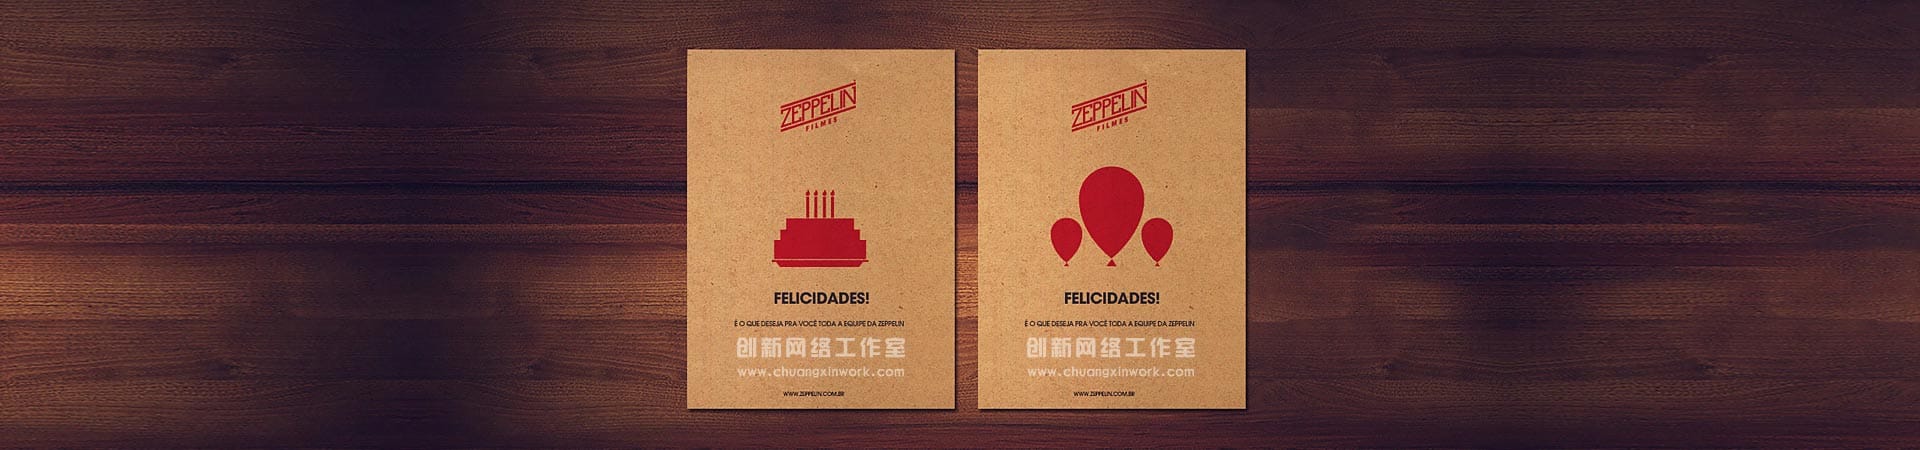 ZEPPELIN
FILMES
FELICIDADES!
É O QUE DESEJA PRA VOCÊ TODA A EQUIPE DA ZEPPELIN
创新网络工作室
www.chuangxinwork.com
WWW.ZEPPELIN.COM.BR
ZEPPELIN
FILMES
FELICIDADES!
É O QUE DESEJA PRA VOCÊ TODA A EQUIPE DA ZEPPELIN
创新网络工作室
www.chuangxinwork.com
WWW.ZEPPELIN.COM.BR